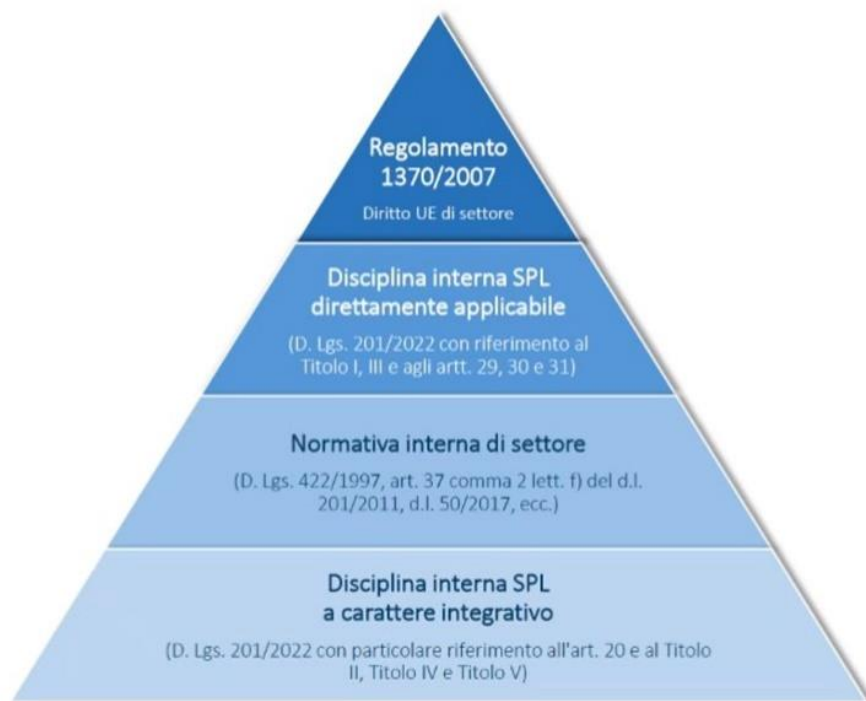 Regolamento
1370/2007
Diritto UE di settore
Disciplina interna SPL
direttamente applicabile
(D. Lgs. 201/2022 con riferimento al
Titolo I, III e agli artt. 29, 30 e 31)
Normativa interna di settore
(D. Lgs. 422/1997, art. 37 comma 2 lett. f) del d.l.
201/2011, d.l. 50/2017, ecc.)
Disciplina interna SPL
a carattere integrativo
(D. Lgs. 201/2022 con particolare riferimento all'art. 20 e al Titolo
II, Titolo IV e Titolo V)